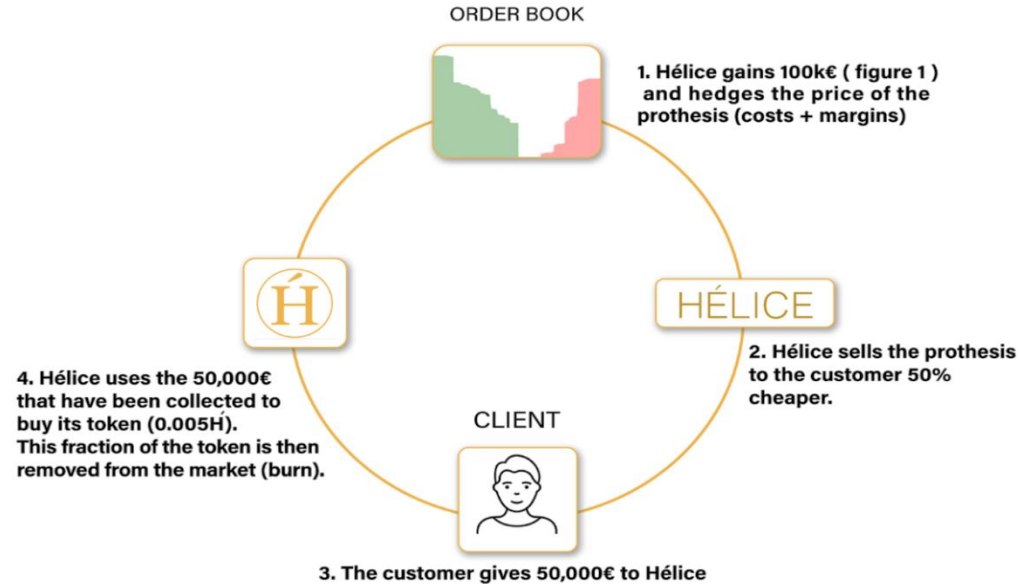 ORDER BOOK
1. Hélice gains 100k€ ( figure 1 )
and hedges the price of the
prothesis (costs + margins)
H́
HÉLICE
2. Hélice sells the prothesis
to the customer 50%
cheaper.
4. Hélice uses the 50,000€
that have been collected to
buy its token (0.005H́).
This fraction of the token is then
removed from the market (burn).
CLIENT
3. The customer gives 50,000€ to Hélice